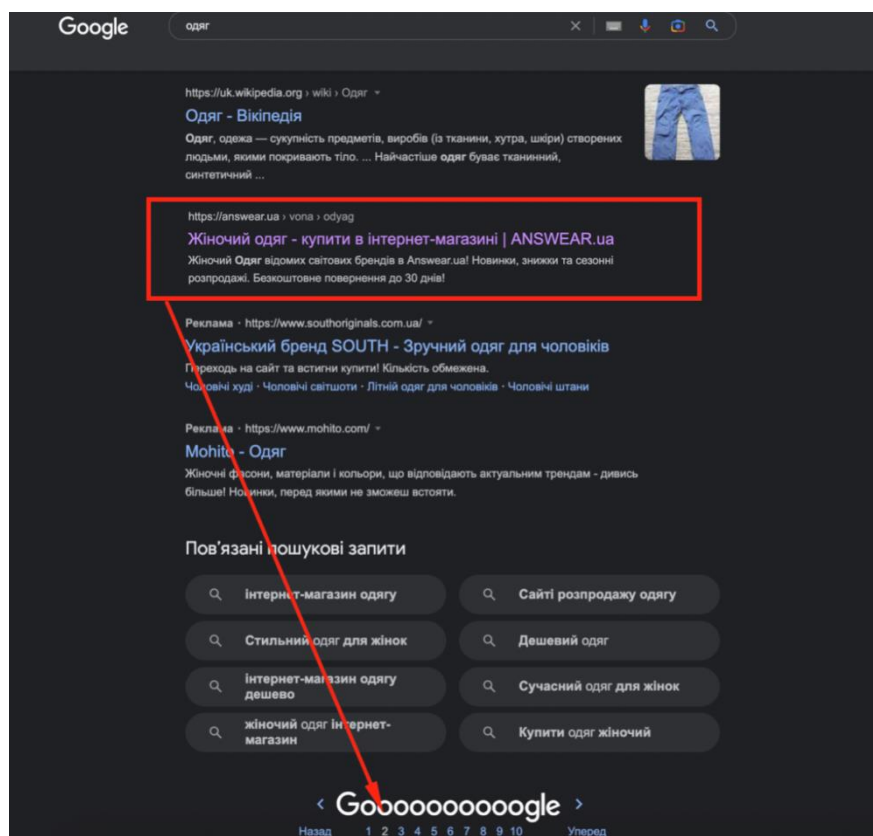 Google
одяг
https://uk.wikipedia.org › wiki › Одяг
Одяг - Вікіпедія
Одяг, одежа — сукупність предметів, виробів (із тканини, хутра, шкіри) створених
людьми, якими покривають тіло. ... Найчастіше одяг буває тканинний,
синтетичний ...
https://answear.ua › vona › odyag
Жіночий одяг - купити в інтернет-магазині | ANSWEAR.ua
Жіночий Одяг відомих світових брендів в Answear.ua! Новинки, знижки та сезонні
розпродажі. Безкоштовне повернення до 30 днів!
Реклама · https://www.southoriginals.com.ua/
Український бренд SOUTH - Зручний одяг для чоловіків
Переходь на сайт та встигни купити! Кількість обмежена.
Чоловічі худі · Чоловічі світшоти · Літній одяг для чоловіків · Чоловічі штани
Реклама · https://www.mohito.com/
Mohito - Одяг
Жіночні фасони, матеріали і кольори, що відповідають актуальним трендам - дивись
більше! Новинки, перед якими не зможеш встояти.
Пов’язані пошукові запити
інтернет-магазин одягу
Сайті розпродажу одягу
Стильний одяг для жінок
Дешевий одяг
інтернет-магазин одягу
дешево
Сучасний одяг для жінок
жіночий одяг інтернет-
магазин
Купити одяг жіночий
‹ Goooooooooogle ›
Назад 1 2 3 4 5 6 7 8 9 10 Уперед